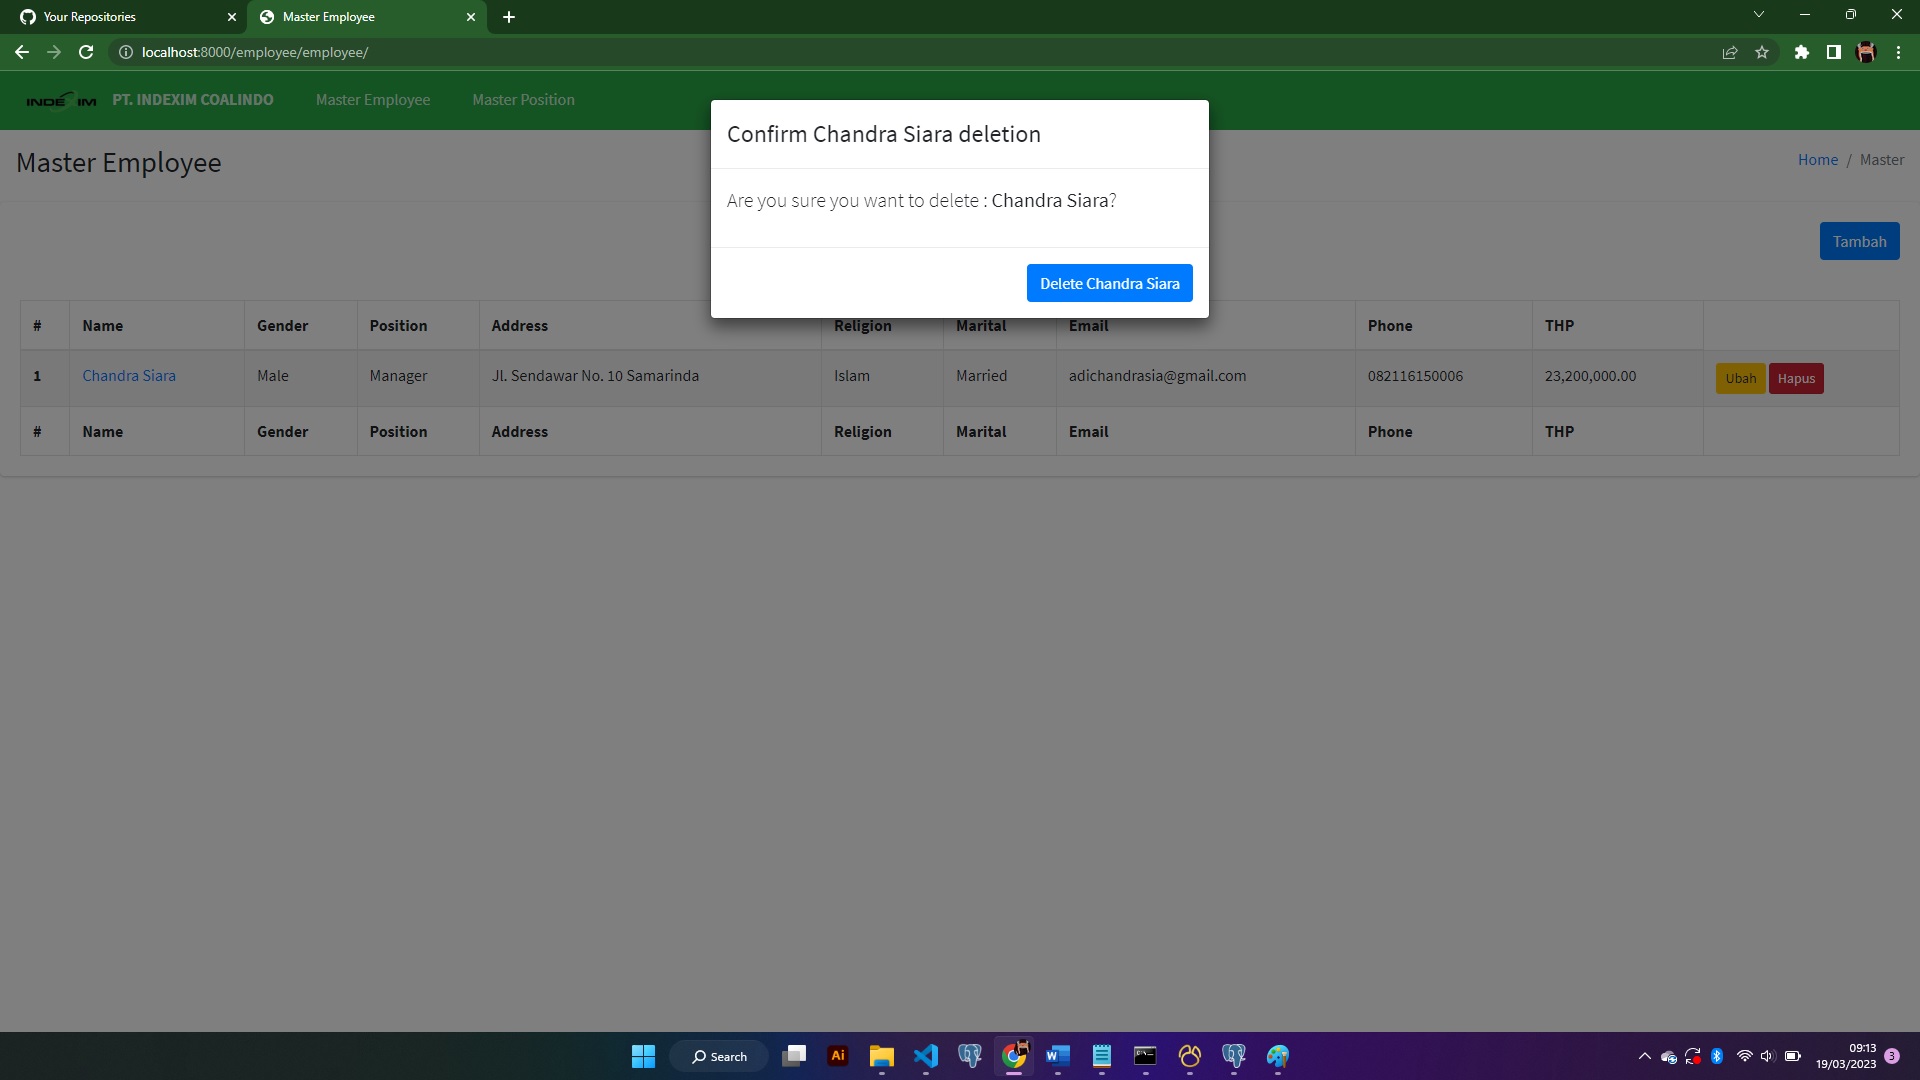 Your Repositories
Master Employee
localhost:8000/employee/employee/
INDEXIM PT. INDEXIM COALINDO Master Employee Master Position
Confirm Chandra Siara deletion
Are you sure you want to delete : Chandra Siara?
Delete Chandra Siara
Master Employee
Home / Master
Tambah
# Name Gender Position Address Religion Marital Email Phone THP
1 Chandra Siara Male Manager Jl. Sendawar No. 10 Samarinda Islam Married adichandrasia@gmail.com 082116150006 23,200,000.00 Ubah Hapus
# Name Gender Position Address Religion Marital Email Phone THP
Search Ai W
09:13
19/03/2023 3